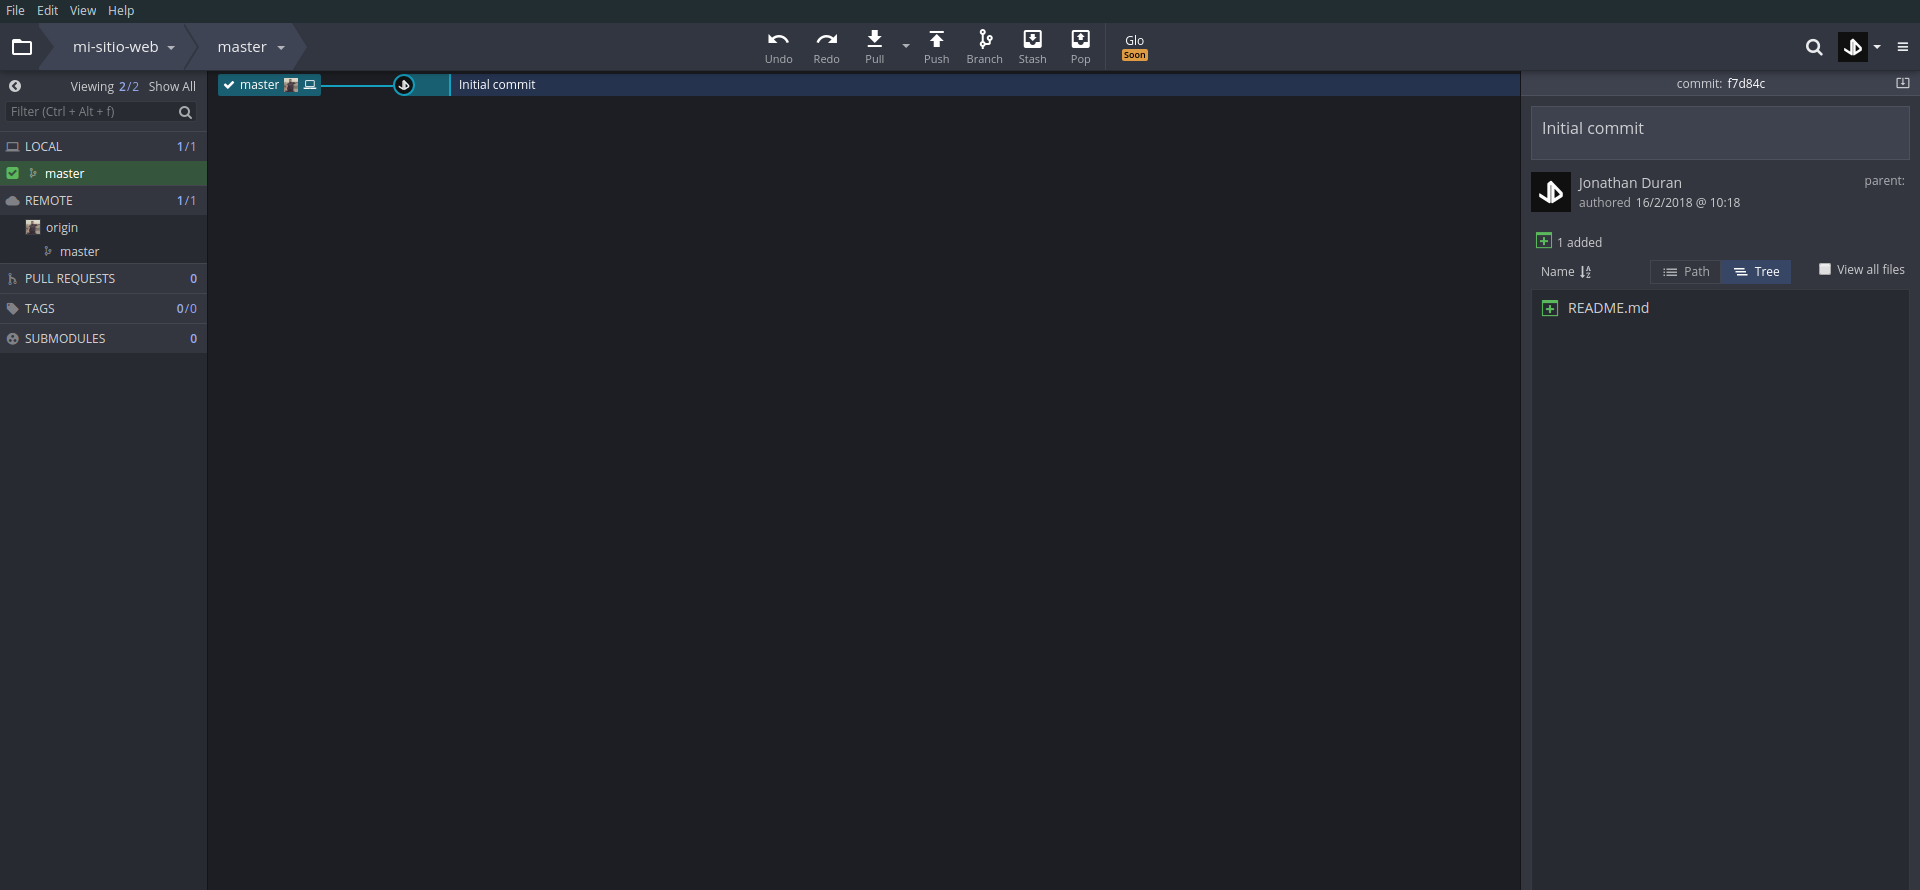 File Edit View Help
mi-sitio-web master Undo Redo Pull Push Branch Stash Pop Glo Soon
Viewing 2/2 Show All
Filter (Ctrl + Alt + f)
LOCAL 1/1
master
REMOTE 1/1
origin
master
PULL REQUESTS 0
TAGS 0/0
SUBMODULES 0
master Initial commit
commit: f7d84c
Initial commit
Jonathan Duran parent:
authored 16/2/2018 @ 10:18
1 added
Name Path Tree View all files
README.md